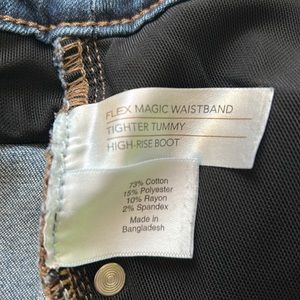 FLEX MAGIC WAISTBAND
TIGHTER TUMMY
HIGH-RISE BOOT
73% Cotton
15% Polyester
10% Rayon
2% Spandex
Made in
Bangladesh